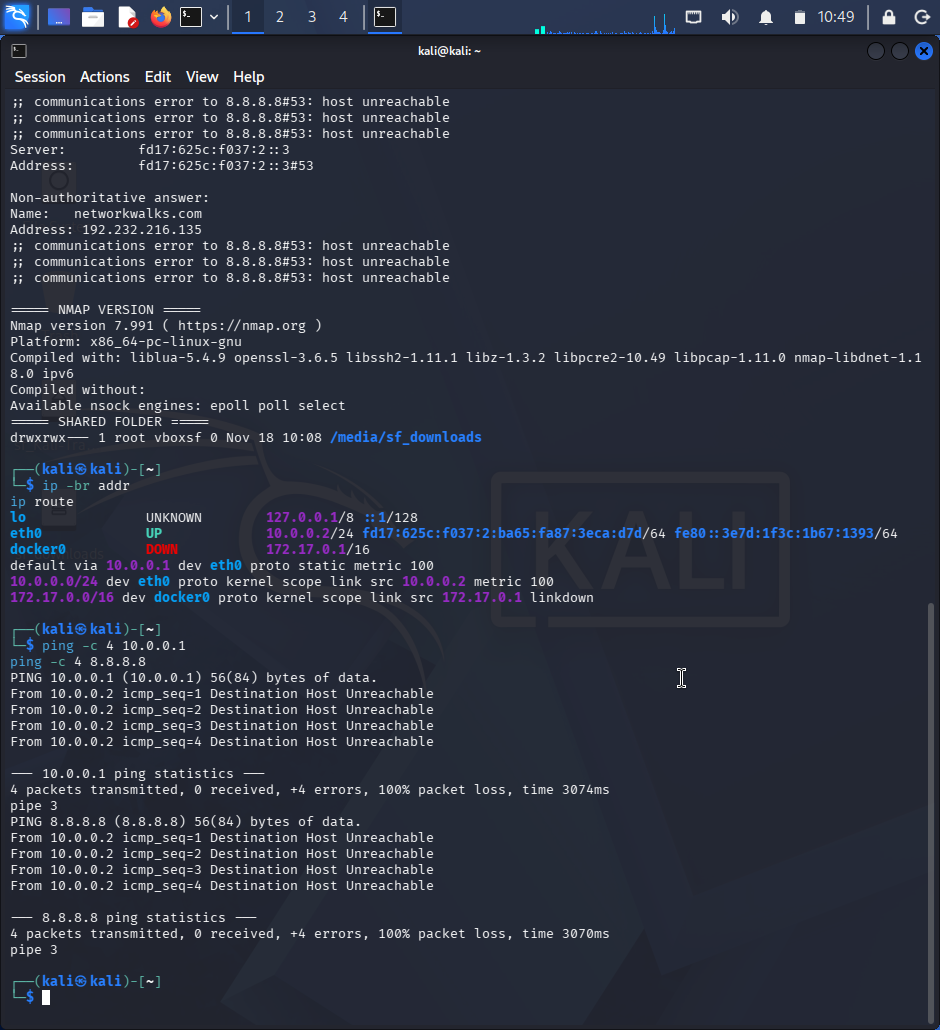 1 2 3 4 10:49
kali@kali: ~
Session Actions Edit View Help
;; communications error to 8.8.8.8#53: host unreachable
;; communications error to 8.8.8.8#53: host unreachable
;; communications error to 8.8.8.8#53: host unreachable
Server: fd17:625c:f037:2::3
Address: fd17:625c:f037:2::3#53
Non-authoritative answer:
Name: networkwalks.com
Address: 192.232.216.135
;; communications error to 8.8.8.8#53: host unreachable
;; communications error to 8.8.8.8#53: host unreachable
;; communications error to 8.8.8.8#53: host unreachable
===== NMAP VERSION =====
Nmap version 7.991 ( https://nmap.org )
Platform: x86_64-pc-linux-gnu
Compiled with: liblua-5.4.9 openssl-3.6.5 libssh2-1.11.1 libz-1.3.2 libpcre2-10.49 libpcap-1.11.0 nmap-libdnet-1.1
8.0 ipv6
Compiled without:
Available nsock engines: epoll poll select
===== SHARED FOLDER =====
drwxrwx--- 1 root vboxsf 0 Nov 18 10:08 /media/sf_downloads
┌──(kali㉿kali)-[~]
└─$ ip -br addr
ip route
lo UNKNOWN 127.0.0.1/8 ::1/128
eth0 UP 10.0.0.2/24 fd17:625c:f037:2:ba65:fa87:3eca:d7d/64 fe80::3e7d:1f3c:1b67:1393/64
docker0 DOWN 172.17.0.1/16
default via 10.0.0.1 dev eth0 proto static metric 100
10.0.0.0/24 dev eth0 proto kernel scope link src 10.0.0.2 metric 100
172.17.0.0/16 dev docker0 proto kernel scope link src 172.17.0.1 linkdown
┌──(kali㉿kali)-[~]
└─$ ping -c 4 10.0.0.1
ping -c 4 8.8.8.8
PING 10.0.0.1 (10.0.0.1) 56(84) bytes of data.
From 10.0.0.2 icmp_seq=1 Destination Host Unreachable
From 10.0.0.2 icmp_seq=2 Destination Host Unreachable
From 10.0.0.2 icmp_seq=3 Destination Host Unreachable
From 10.0.0.2 icmp_seq=4 Destination Host Unreachable
--- 10.0.0.1 ping statistics ---
4 packets transmitted, 0 received, +4 errors, 100% packet loss, time 3074ms
pipe 3
PING 8.8.8.8 (8.8.8.8) 56(84) bytes of data.
From 10.0.0.2 icmp_seq=1 Destination Host Unreachable
From 10.0.0.2 icmp_seq=2 Destination Host Unreachable
From 10.0.0.2 icmp_seq=3 Destination Host Unreachable
From 10.0.0.2 icmp_seq=4 Destination Host Unreachable
--- 8.8.8.8 ping statistics ---
4 packets transmitted, 0 received, +4 errors, 100% packet loss, time 3070ms
pipe 3
┌──(kali㉿kali)-[~]
└─$
KALI